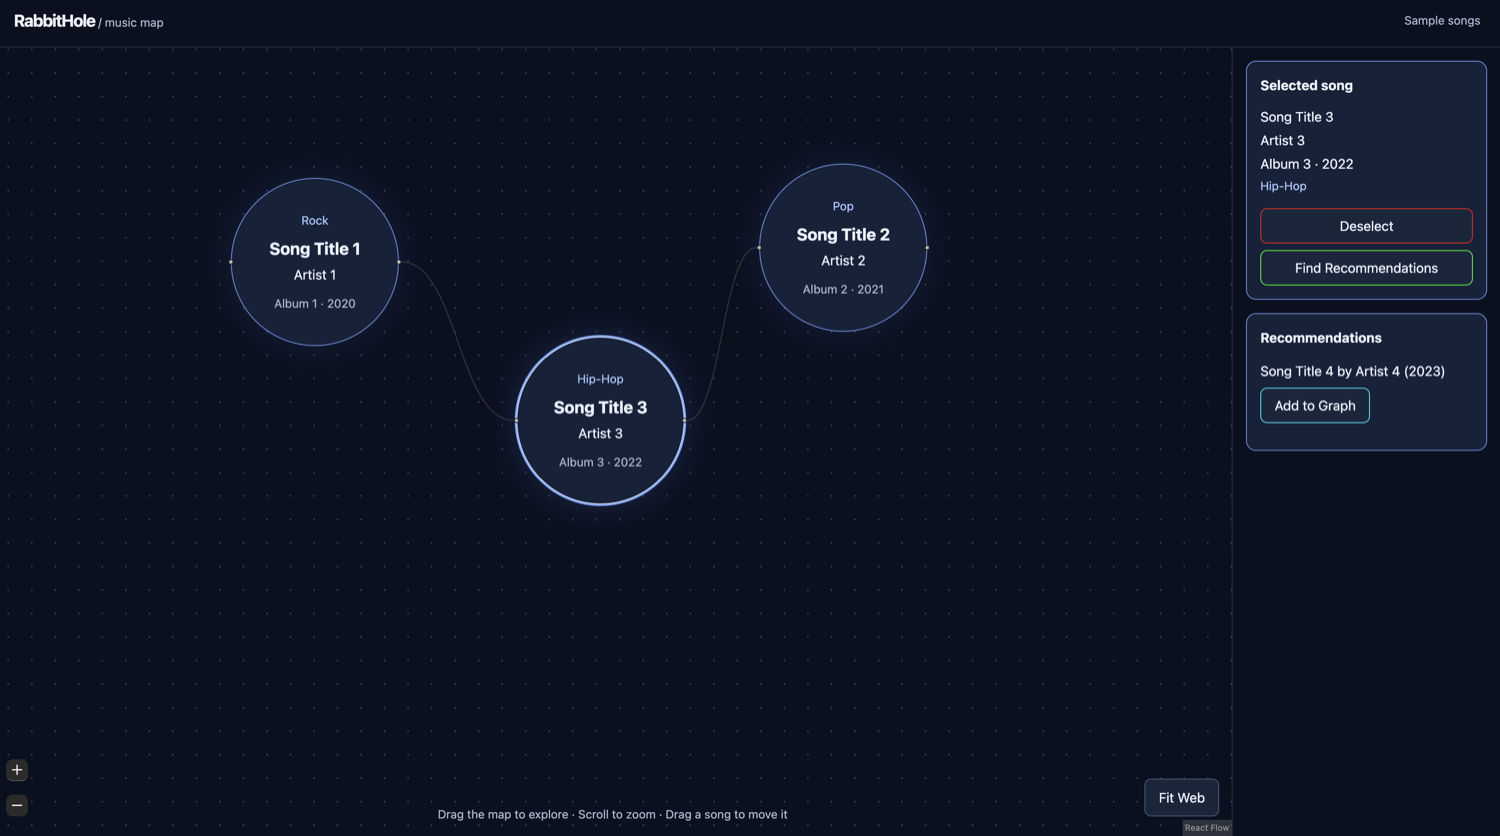 RabbitHole / music map
Sample songs
Rock
Song Title 1
Artist 1
Album 1 · 2020
Pop
Song Title 2
Artist 2
Album 2 · 2021
Hip-Hop
Song Title 3
Artist 3
Album 3 · 2022
Selected song
Song Title 3
Artist 3
Album 3 · 2022
Hip-Hop
Deselect
Find Recommendations
Recommendations
Song Title 4 by Artist 4 (2023)
Add to Graph
+
−
Drag the map to explore · Scroll to zoom · Drag a song to move it
Fit Web
React Flow